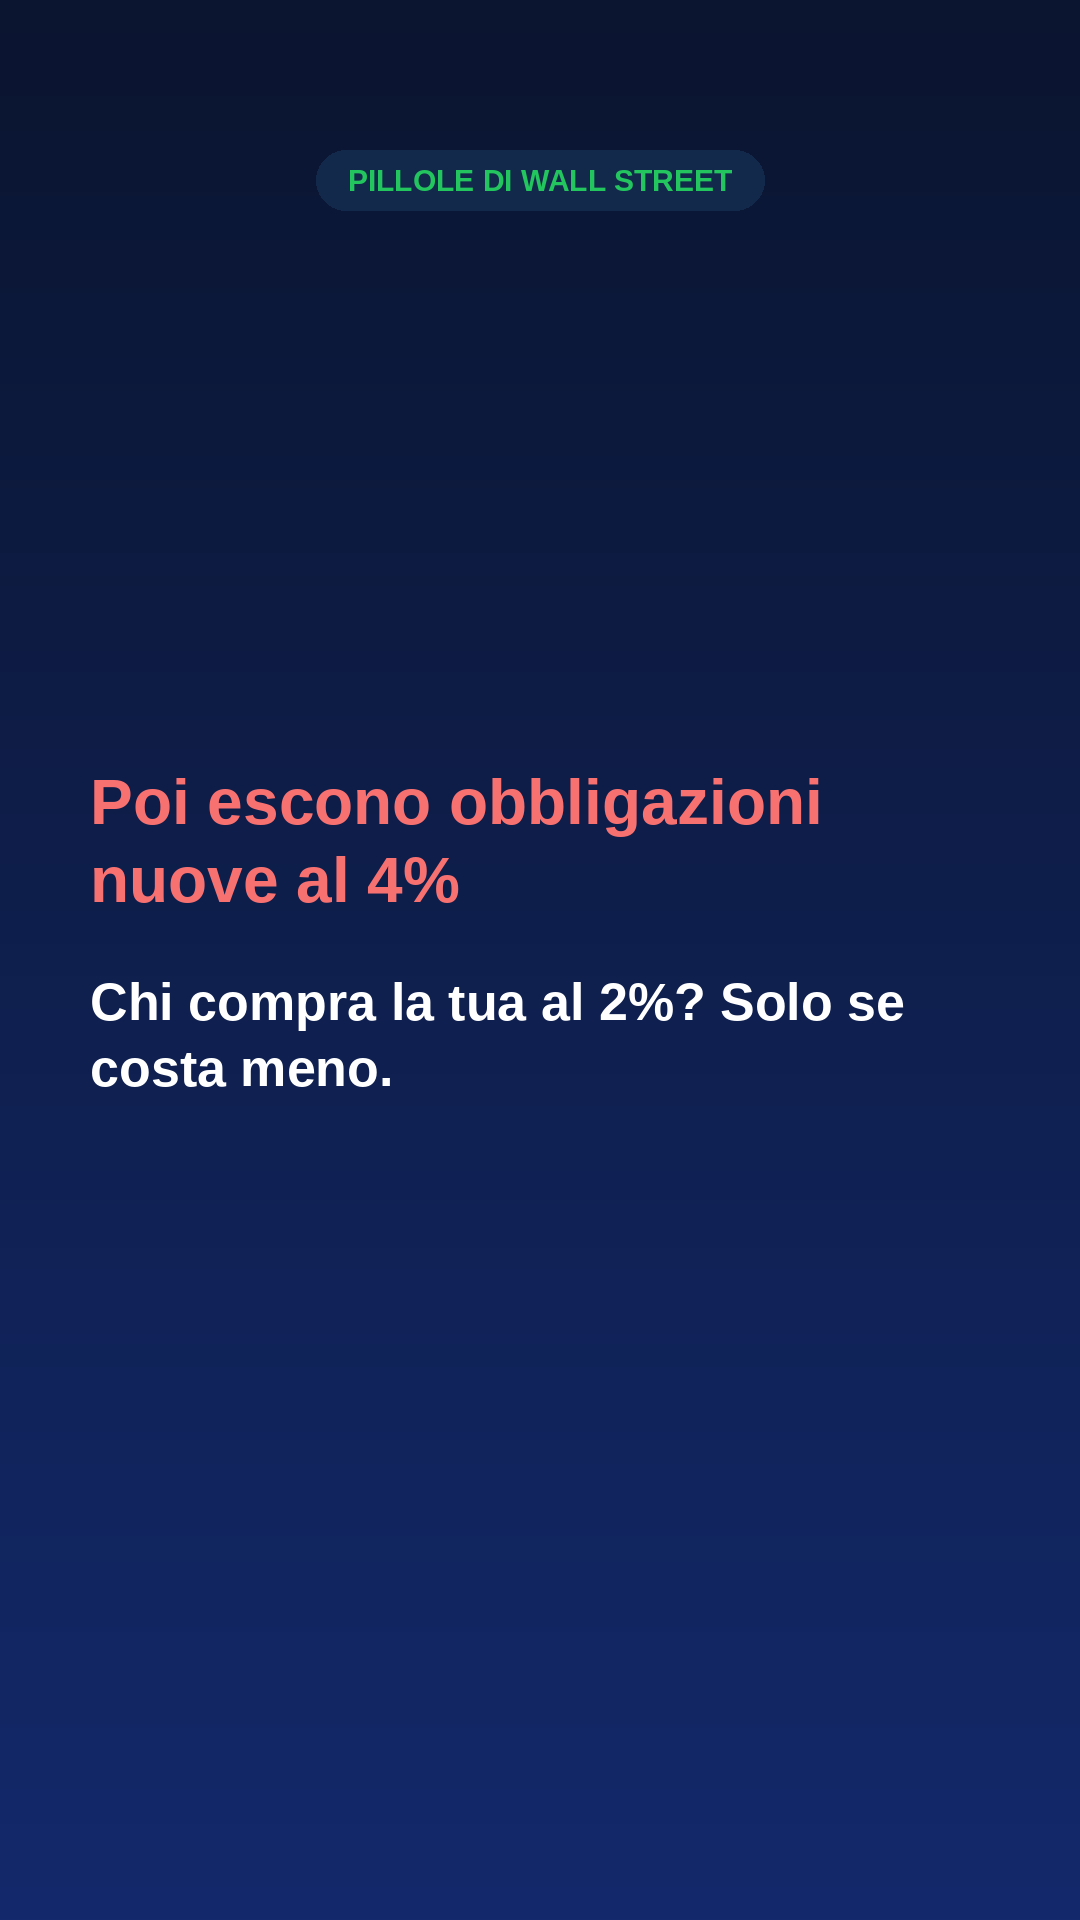 PILLOLE DI WALL STREET
Poi escono obbligazioni
nuove al 4%
Chi compra la tua al 2%? Solo se
costa meno.